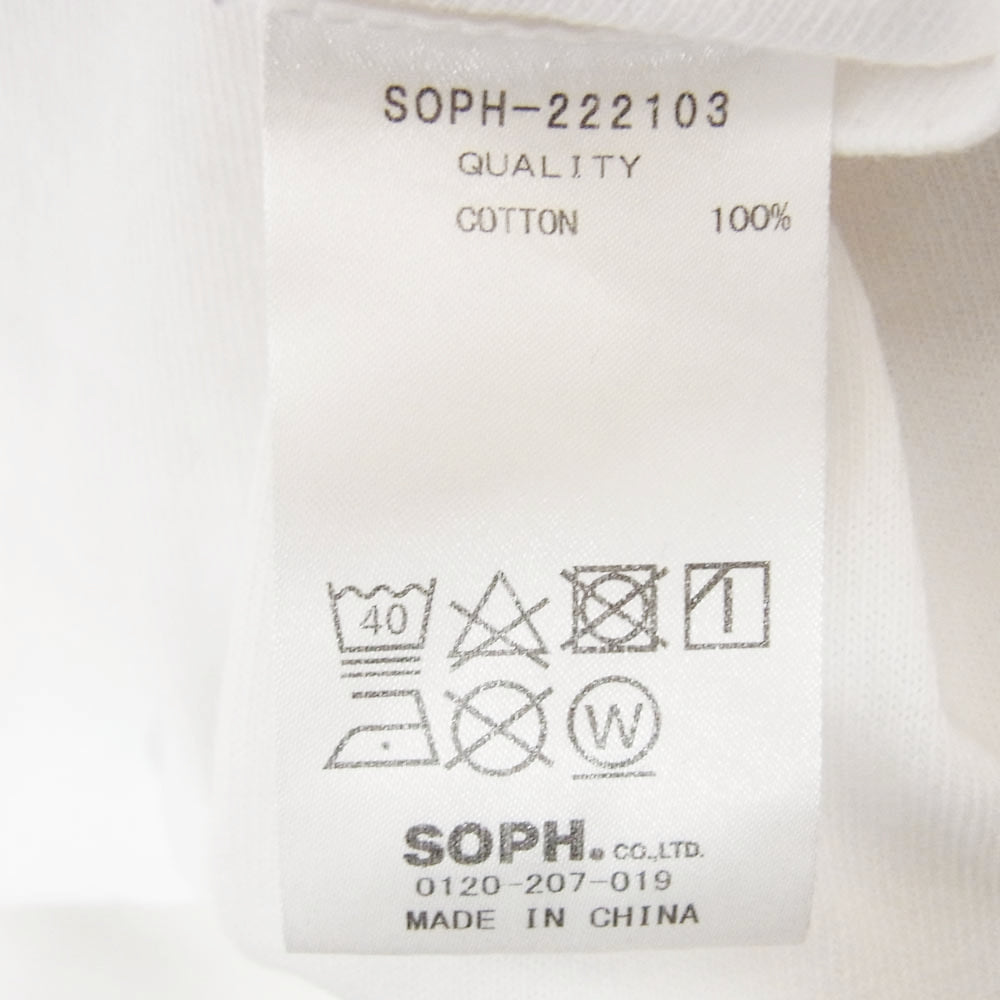 SOPH-222103
QUALITY
COTTON 100%
40
W
SOPH. CO.,LTD.
0120-207-019
MADE IN CHINA